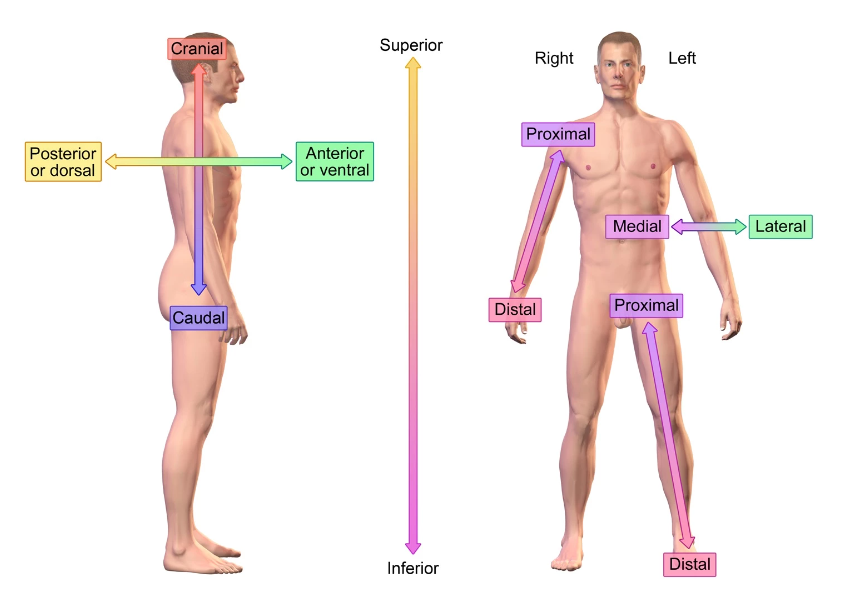 Cranial
Posterior
or dorsal
Anterior
or ventral
Caudal
Superior
Inferior
Right
Left
Proximal
Medial
Lateral
Distal
Proximal
Distal